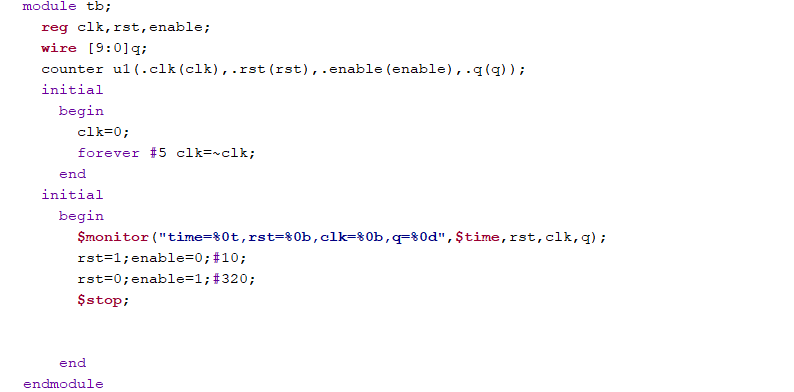 module tb;
reg clk,rst,enable;
wire [9:0]q;
counter u1(.clk(clk),.rst(rst),.enable(enable),.q(q));
initial
begin
clk=0;
forever #5 clk=~clk;
end
initial
begin
$monitor("time=%0t,rst=%0b,clk=%0b,q=%0d",$time,rst,clk,q);
rst=1;enable=0;#10;
rst=0;enable=1;#320;
$stop;
end
endmodule